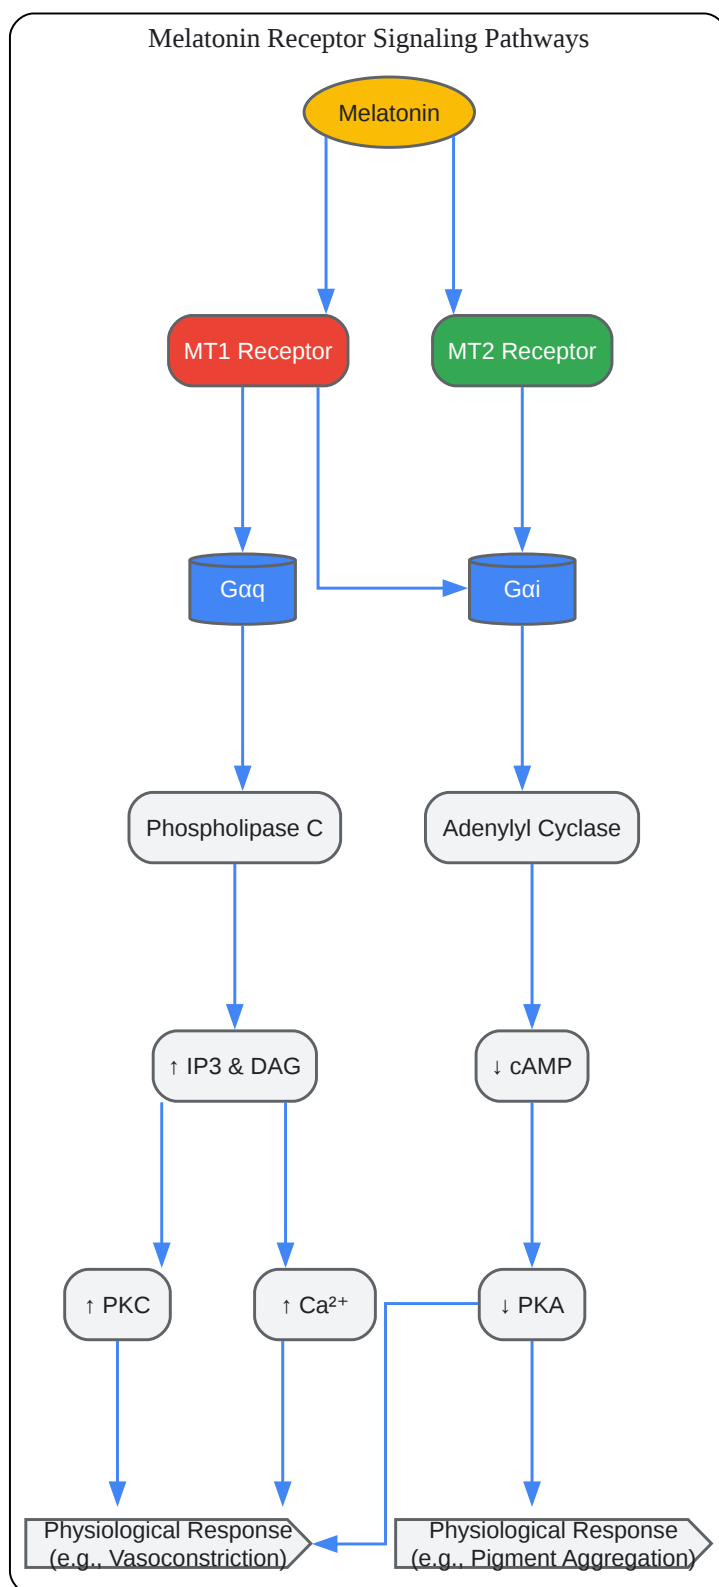 Melatonin Receptor Signaling Pathways
Melatonin
MT1 Receptor
MT2 Receptor
Gαq
Gαi
Phospholipase C
Adenylyl Cyclase
↑ IP3 & DAG
↓ cAMP
↑ PKC
↑ Ca²⁺
↓ PKA
Physiological Response
(e.g., Vasoconstriction)
Physiological Response
(e.g., Pigment Aggregation)